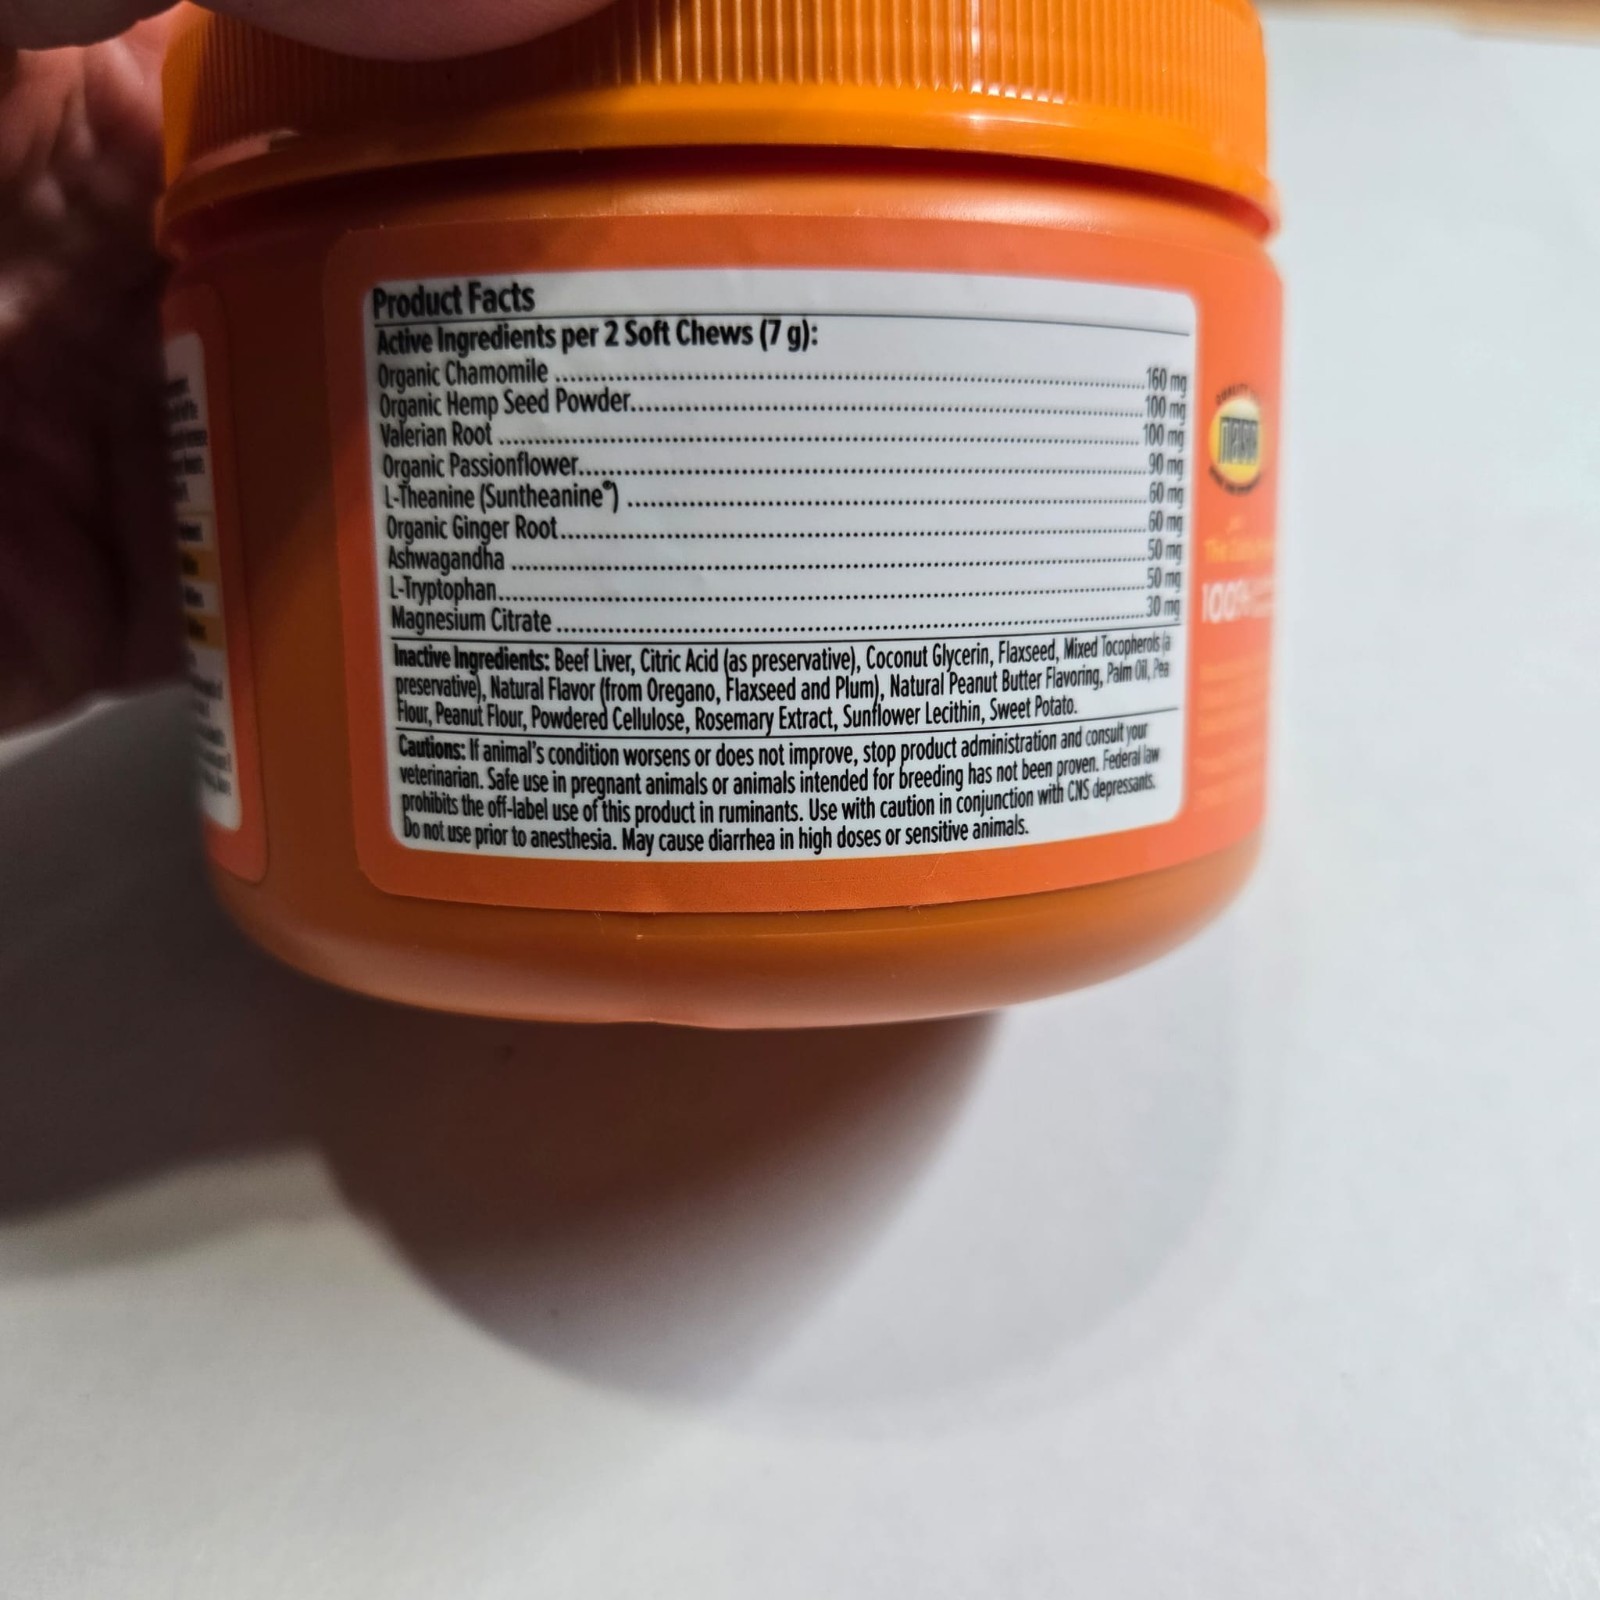 Product Facts
Active Ingredients per 2 Soft Chews (7 g):
Organic Chamomile ........ 160 mg
Organic Hemp Seed Powder........ 100 mg
Valerian Root ........ 100 mg
Organic Passionflower........ 90 mg
L-Theanine (Suntheanine®) ........ 60 mg
Organic Ginger Root........ 60 mg
Ashwagandha ........ 50 mg
L-Tryptophan........ 50 mg
Magnesium Citrate ........ 30 mg
Inactive Ingredients: Beef Liver, Citric Acid (as preservative), Coconut Glycerin, Flaxseed, Mixed Tocopherols (a
preservative), Natural Flavor (from Oregano, Flaxseed and Plum), Natural Peanut Butter Flavoring, Palm Oil, Pea
Flour, Peanut Flour, Powdered Cellulose, Rosemary Extract, Sunflower Lecithin, Sweet Potato.
Cautions: If animal's condition worsens or does not improve, stop product administration and consult your
veterinarian. Safe use in pregnant animals or animals intended for breeding has not been proven. Federal law
prohibits the off-label use of this product in ruminants. Use with caution in conjunction with CNS depressants.
Do not use prior to anesthesia. May cause diarrhea in high doses or sensitive animals.
The
100%